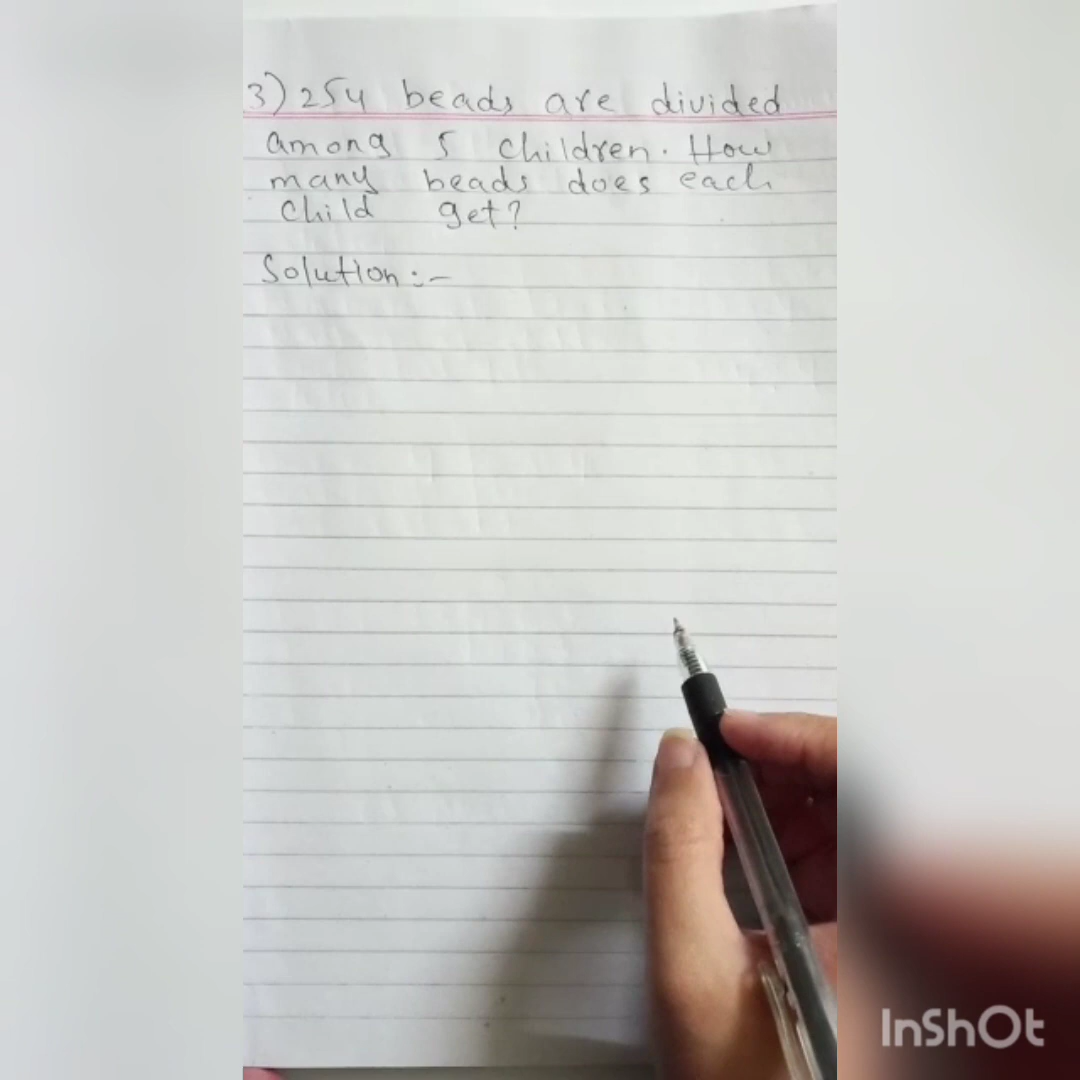 3) 254 beads are divided
among 5 children. How
many beads does each
child get?
Solution:-
InShOt